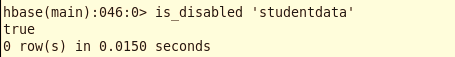 hbase(main):046:0> is_disabled 'studentdata'
true
0 row(s) in 0.0150 seconds